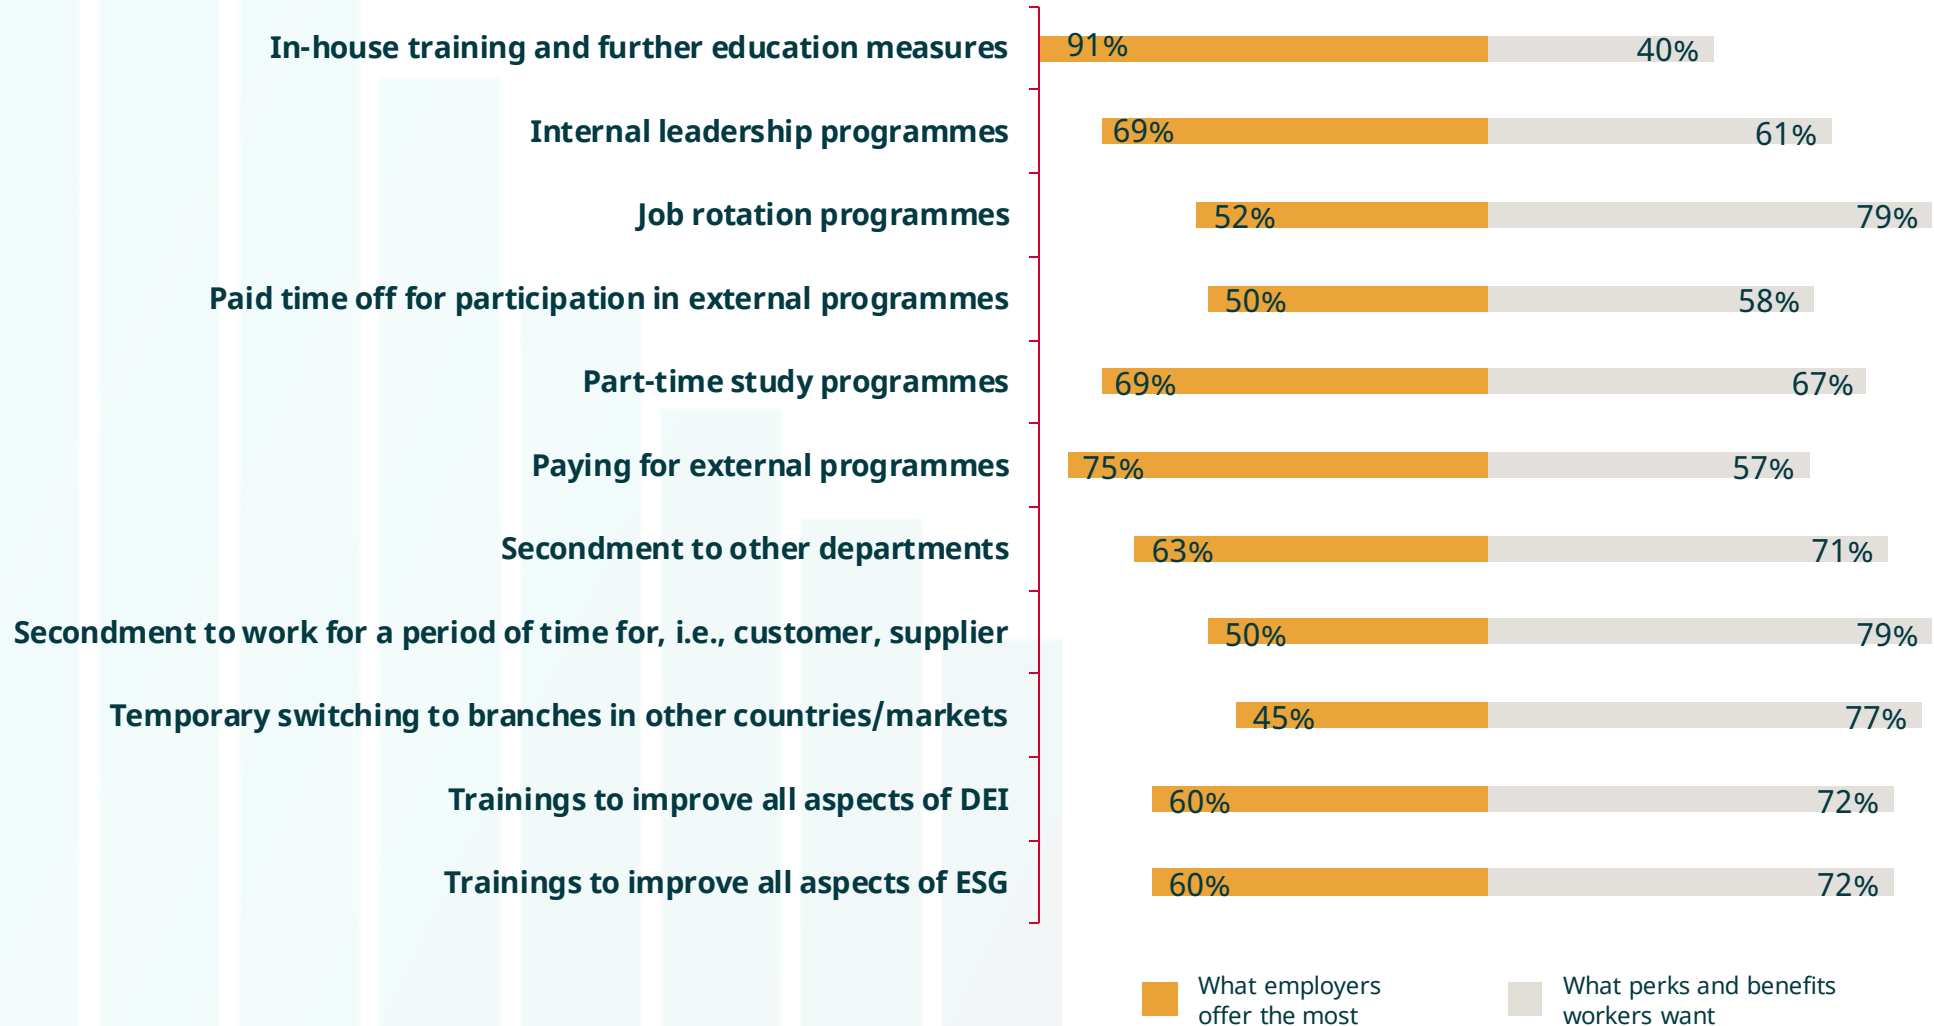 In-house training and further education measures 91% 40%
Internal leadership programmes 69% 61%
Job rotation programmes 52% 79%
Paid time off for participation in external programmes 50% 58%
Part-time study programmes 69% 67%
Paying for external programmes 75% 57%
Secondment to other departments 63% 71%
Secondment to work for a period of time for, i.e., customer, supplier 50% 79%
Temporary switching to branches in other countries/markets 45% 77%
Trainings to improve all aspects of DEI 60% 72%
Trainings to improve all aspects of ESG 60% 72%
What employers
offer the most
What perks and benefits
workers want